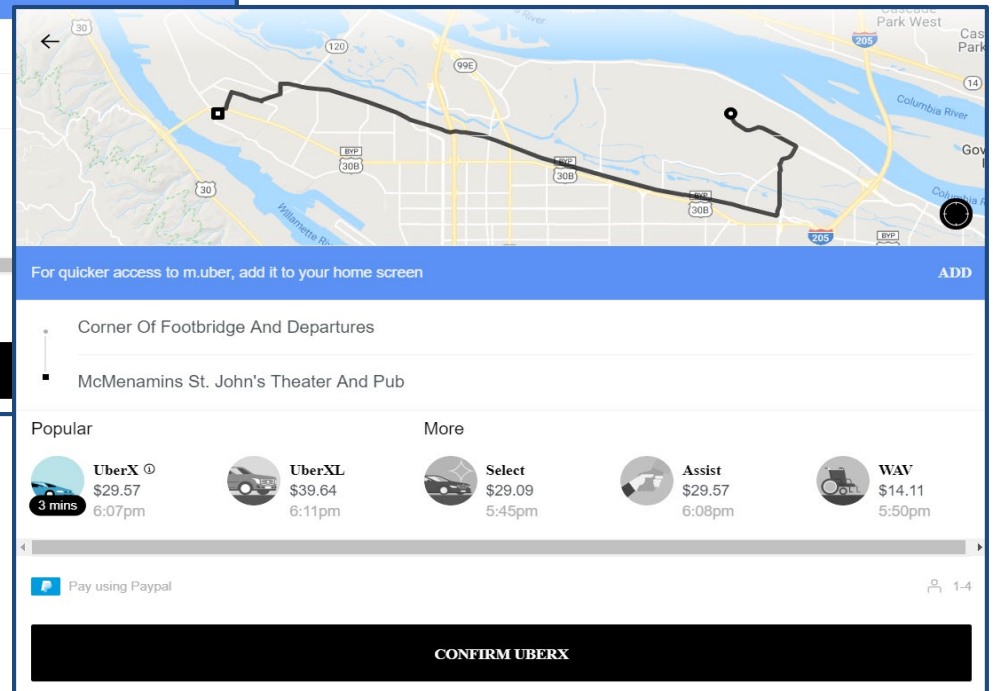 Cascade
Park West
30
205
Cas
Park
120
99E
14
Columbia River
River
BYP
30B
BYP
30B
Gov
30
BYP
30B
Columbia R
Willamette Ri
205
BYP
For quicker access to m.uber, add it to your home screen ADD
Corner Of Footbridge And Departures
McMenamins St. John's Theater And Pub
Popular More
UberX UberXL Select Assist WAV
$29.57 $39.64 $29.09 $29.57 $14.11
3 mins 6:07pm 6:11pm 5:45pm 6:08pm 5:50pm
Pay using Paypal 1-4
CONFIRM UBERX